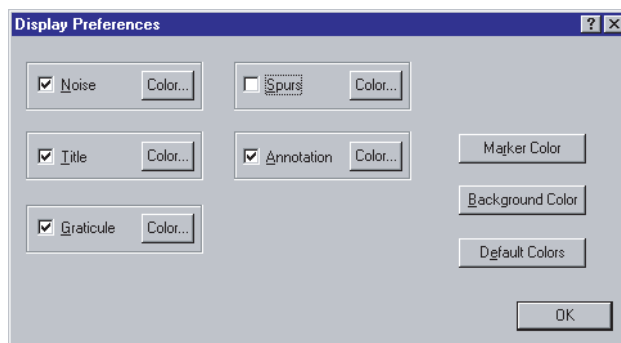 Display Preferences
Noise Color... Spurs Color...
Title Color... Annotation Color... Marker Color
Background Color
Graticule Color...
Default Colors
OK